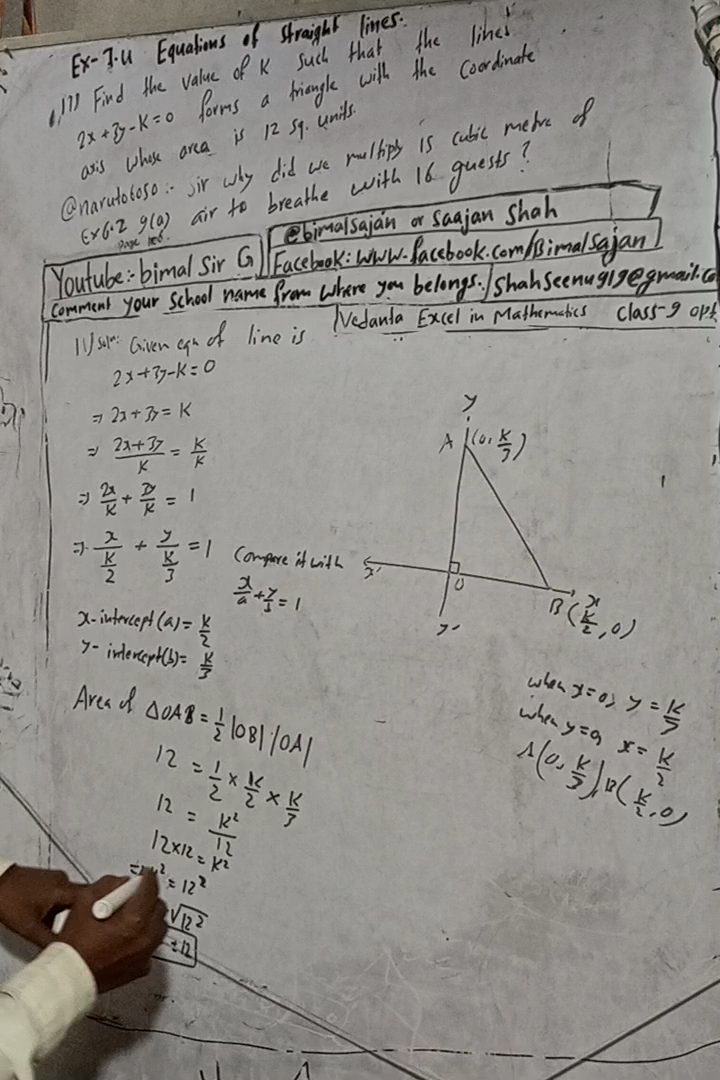 Ex-7.4 Equations of Straight lines.
11) Find the value of K such that the lines
2x+3y-K=0 forms a triangle with the coordinate
axis whose area is 12 sq. units.
@naruto6o5o:- sir why did we multiply 15 cubic metre of
Ex6.2 9(a) air to breathe with 16 guests?
@bimalsajan or saajan Shah
Youtube:- bimal Sir G
Facebook: www.facebook.com/Bimalsajan
Comment your school name from where you belongs.
Shahseenu919@gmail.co
Vedanta Excel in Mathematics Class-9 opt
11) Solⁿ: Given eqn of line is
2x+3y-K=0
⇒ 2x+3y=K
⇒ (2x+3y)/K = K/K
⇒ 2x/K + 3y/K = 1
⇒ x/(K/2) + y/(K/3) = 1
Compare it with
x/a + y/b = 1
x-intercept (a) = K/2
y-intercept (b) = K/3
Area of ΔOAB = 1/2 |OB|·|OA|
12 = 1/2 × K/2 × K/3
12 = K²/12
12×12 = K²
= 12²
√12²
=12
y
A (0, K/3)
x'
O
x
B (K/2, 0)
y'
when x=0, y = K/3
when y=0, x = K/2
A(0, K/3), B(K/2, 0)